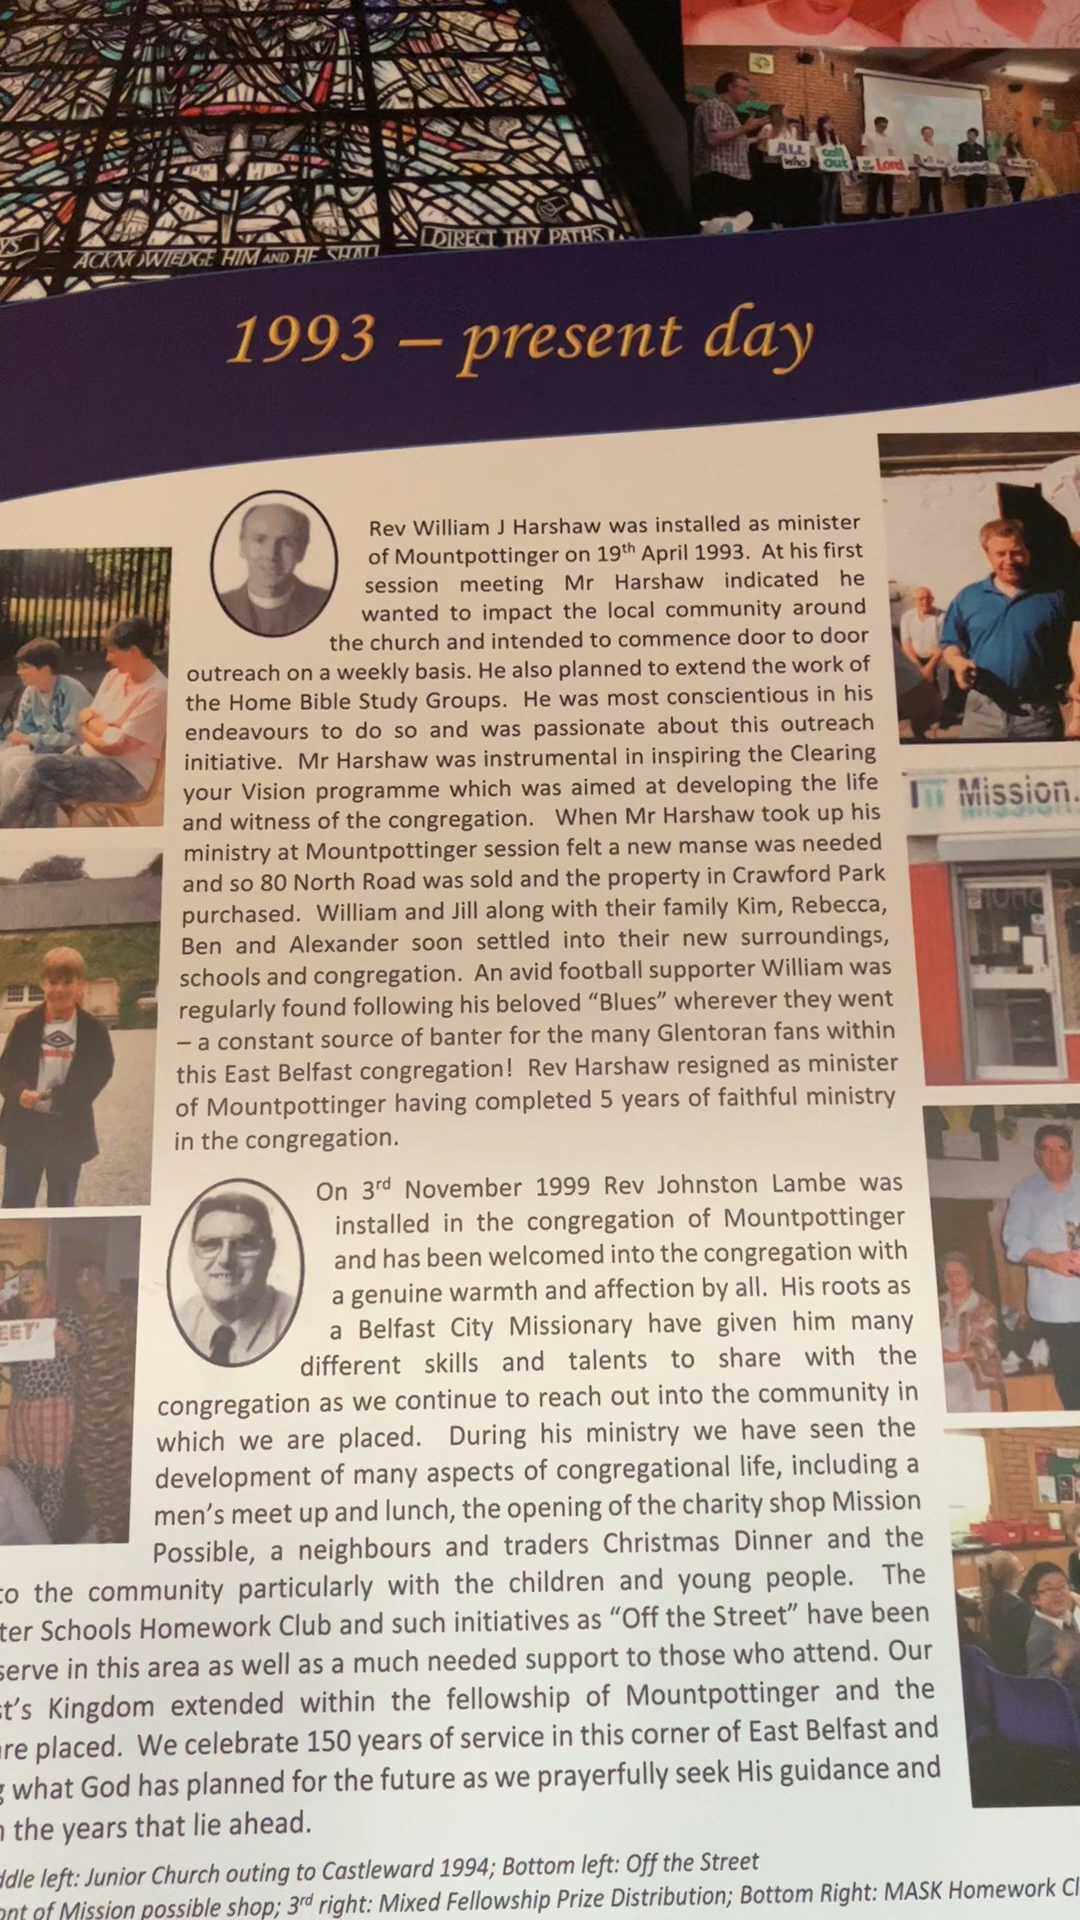 ACKNOWLEDGE HIM AND HE SHALL
DIRECT THY PATHS
ALL
who
call
out
Lord
1993 – present day
Rev William J Harshaw was installed as minister
of Mountpottinger on 19th April 1993. At his first
session meeting Mr Harshaw indicated he
wanted to impact the local community around
the church and intended to commence door to door
outreach on a weekly basis. He also planned to extend the work of
the Home Bible Study Groups. He was most conscientious in his
endeavours to do so and was passionate about this outreach
initiative. Mr Harshaw was instrumental in inspiring the Clearing
your Vision programme which was aimed at developing the life
and witness of the congregation. When Mr Harshaw took up his
ministry at Mountpottinger session felt a new manse was needed
and so 80 North Road was sold and the property in Crawford Park
purchased. William and Jill along with their family Kim, Rebecca,
Ben and Alexander soon settled into their new surroundings,
schools and congregation. An avid football supporter William was
regularly found following his beloved “Blues” wherever they went
– a constant source of banter for the many Glentoran fans within
this East Belfast congregation! Rev Harshaw resigned as minister
of Mountpottinger having completed 5 years of faithful ministry
in the congregation.
Mission.
On 3rd November 1999 Rev Johnston Lambe was
installed in the congregation of Mountpottinger
and has been welcomed into the congregation with
a genuine warmth and affection by all. His roots as
a Belfast City Missionary have given him many
different skills and talents to share with the
congregation as we continue to reach out into the community in
which we are placed. During his ministry we have seen the
development of many aspects of congregational life, including a
men’s meet up and lunch, the opening of the charity shop Mission
Possible, a neighbours and traders Christmas Dinner and the
to the community particularly with the children and young people. The
ter Schools Homework Club and such initiatives as “Off the Street” have been
serve in this area as well as a much needed support to those who attend. Our
t’s Kingdom extended within the fellowship of Mountpottinger and the
re placed. We celebrate 150 years of service in this corner of East Belfast and
what God has planned for the future as we prayerfully seek His guidance and
the years that lie ahead.
EET'
ddle left: Junior Church outing to Castleward 1994; Bottom left: Off the Street
ont of Mission possible shop; 3rd right: Mixed Fellowship Prize Distribution; Bottom Right: MASK Homework Cl